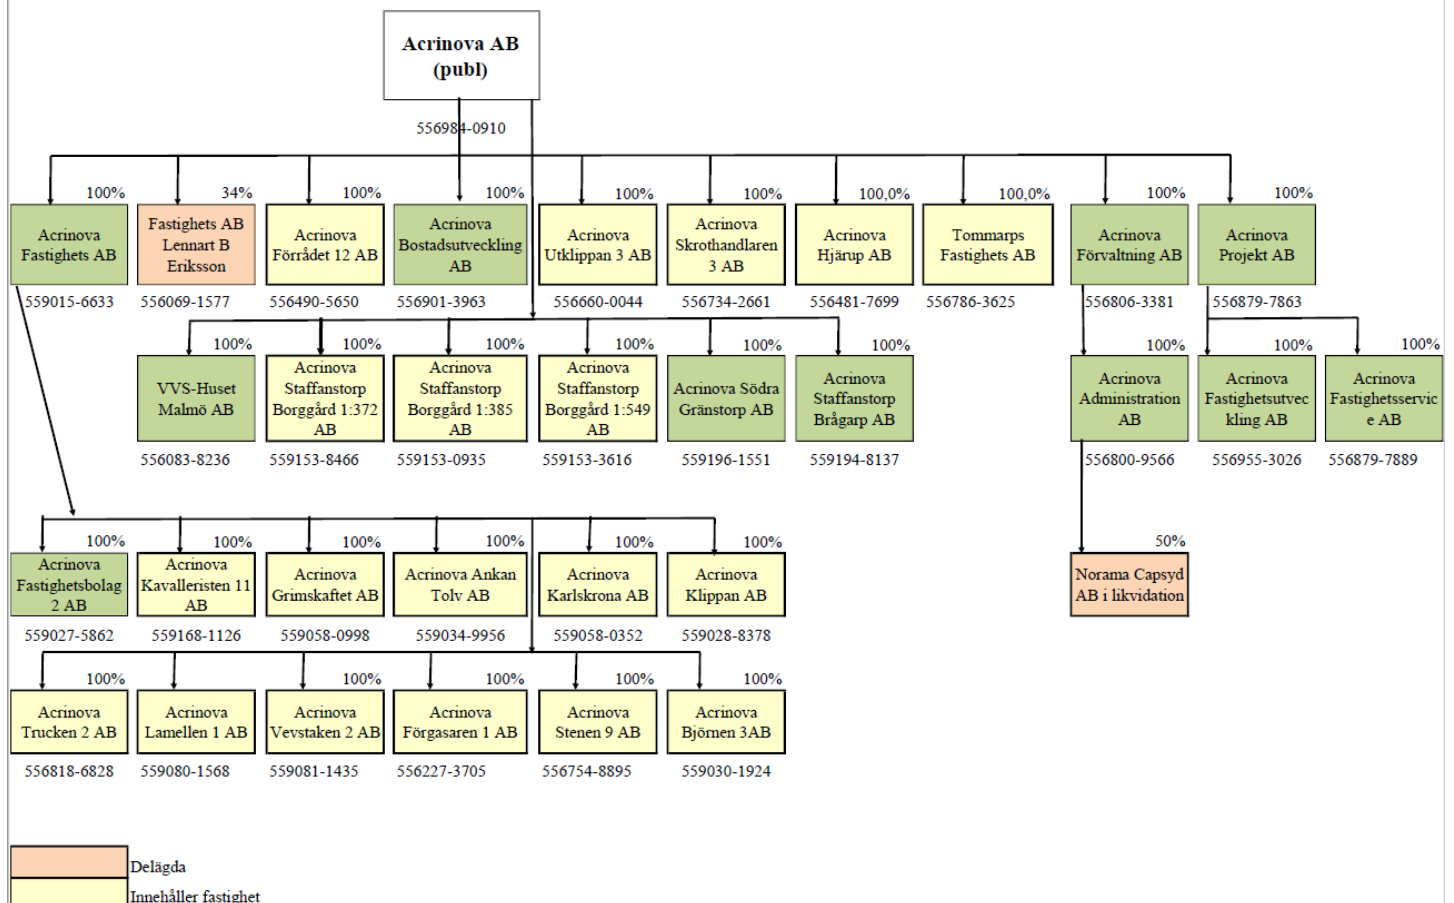 Acrinova AB
(publ)
556984-0910
100%
34%
100%
100%
100%
100%
100,0%
100,0%
100%
100%
Acrinova
Fastighets AB
Fastighets AB
Lennart B
Eriksson
Acrinova
Förrådet 12 AB
Acrinova
Bostadsutveckling
AB
Acrinova
Utklippan 3 AB
Acrinova
Skrothandlaren
3 AB
Acrinova
Hjärup AB
Tommarps
Fastighets AB
Acrinova
Förvaltning AB
Acrinova
Projekt AB
559015-6633
556069-1577
556490-5650
556901-3963
556660-0044
556734-2661
556481-7699
556786-3625
556806-3381
556879-7863
100%
100%
100%
100%
100%
100%
100%
100%
100%
VVS-Huset
Malmö AB
Acrinova
Staffanstorp
Borggård 1:372
AB
Acrinova
Staffanstorp
Borggård 1:385
AB
Acrinova
Staffanstorp
Borggård 1:549
AB
Acrinova Södra
Gränstorp AB
Acrinova
Staffanstorp
Brågarp AB
Acrinova
Administration
AB
Acrinova
Fastighetsutvec
kling AB
Acrinova
Fastighetsservic
e AB
556083-8236
559153-8466
559153-0935
559153-3616
559196-1551
559194-8137
556800-9566
556955-3026
556879-7889
100%
100%
100%
100%
100%
100%
50%
Acrinova
Fastighetsbolag
2 AB
Acrinova
Kavalleristen 11
AB
Acrinova
Grimskaftet AB
Acrinova Ankan
Tolv AB
Acrinova
Karlskrona AB
Acrinova
Klippan AB
Norama Capsyd
AB i likvidation
559027-5862
559168-1126
559058-0998
559034-9956
559058-0352
559028-8378
100%
100%
100%
100%
100%
100%
Acrinova
Trucken 2 AB
Acrinova
Lamellen 1 AB
Acrinova
Vevstaken 2 AB
Acrinova
Förgasaren 1 AB
Acrinova
Stenen 9 AB
Acrinova
Björnen 3AB
556818-6828
559080-1568
559081-1435
556227-3705
556754-8895
559030-1924
Delägda
Innehåller fastighet